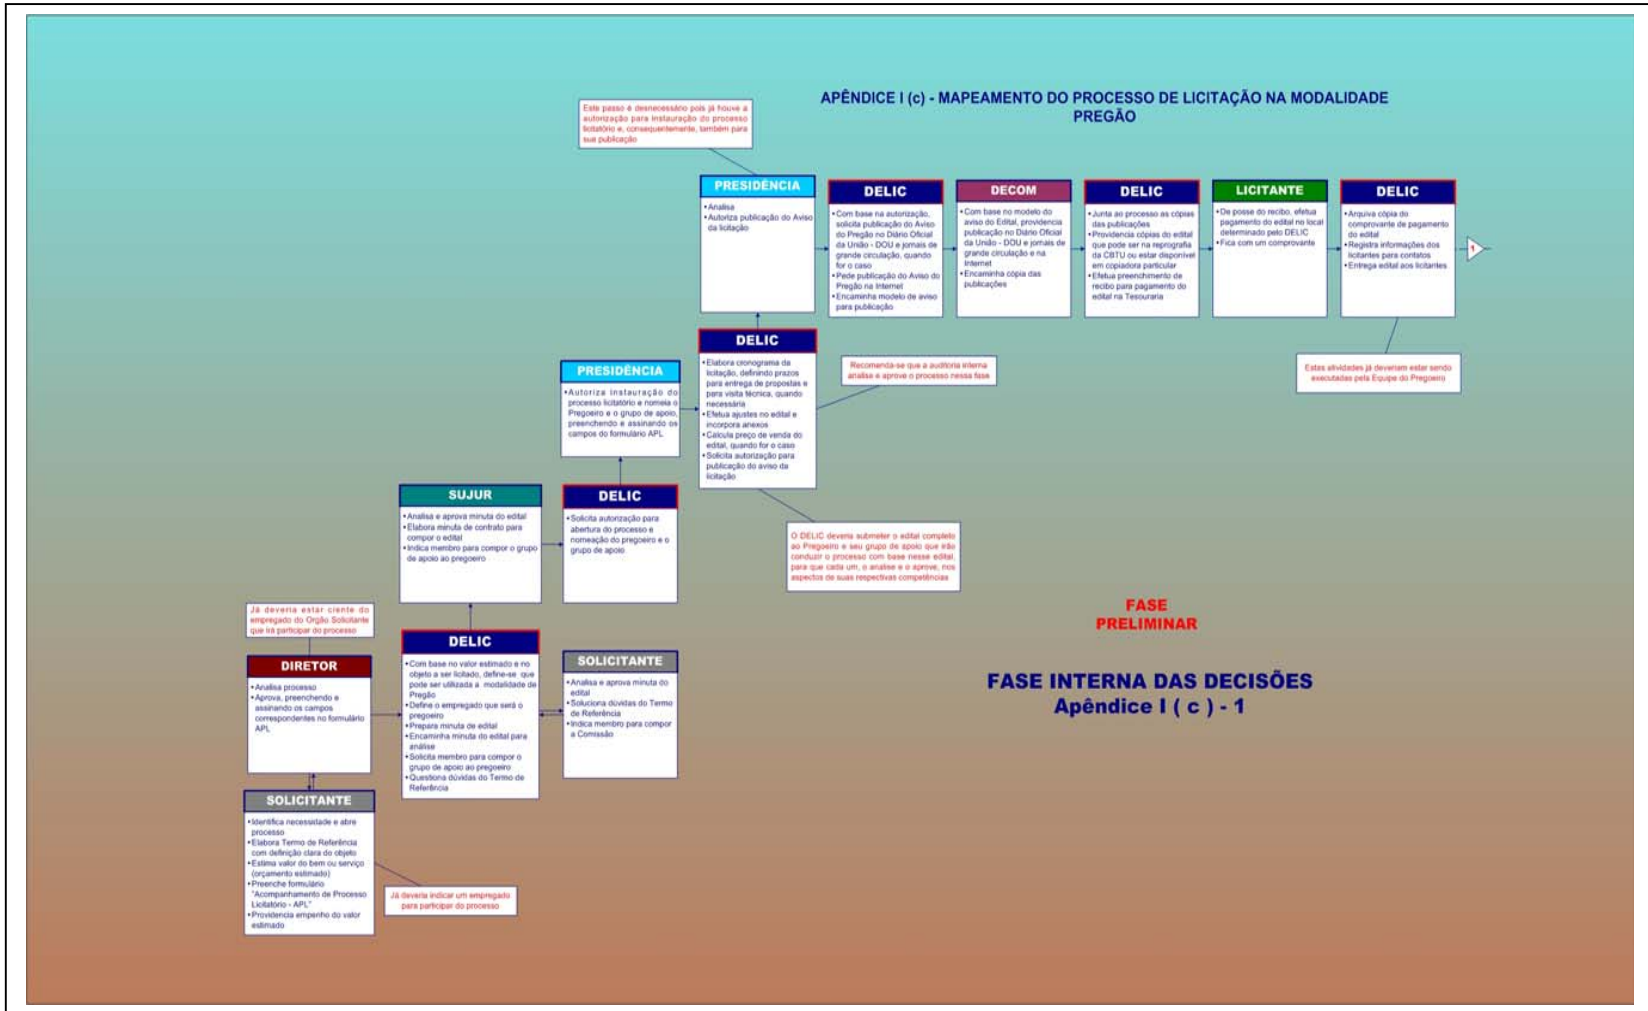 APÊNDICE I (c) - MAPEAMENTO DO PROCESSO DE LICITAÇÃO NA MODALIDADE
PREGÃO
Este passo é desnecessário pois já houve a
autorização para instauração do processo
licitatório e, consequentemente, também para
sua publicação
PRESIDÊNCIA
• Analisa
• Autoriza publicação do Aviso
da licitação
DELIC
• Com base na autorização,
solicita publicação do Aviso
do Pregão no Diário Oficial
da União - DOU e jornais de
grande circulação, quando
for o caso
• Pede publicação do Aviso do
Pregão na Internet
• Encaminha modelo de aviso
para publicação
DECOM
• Com base no modelo do
aviso do Edital, providencia
publicação no Diário Oficial
da União - DOU e jornais de
grande circulação e na
Internet
• Encaminha cópia das
publicações
DELIC
• Junta ao processo as cópias
das publicações
• Providencia cópias do edital
que pode ser na reprografia
da CBTU ou estar disponível
em copiadora particular
• Efetua preenchimento de
recibo para pagamento do
edital na Tesouraria
LICITANTE
• De posse do recibo, efetua
pagamento do edital no local
determinado pelo DELIC
• Fica com um comprovante
DELIC
• Arquiva cópia do
comprovante de pagamento
do edital
• Registra informações dos
licitantes para contatos
• Entrega edital aos licitantes
1
DELIC
• Elabora cronograma da
licitação, definindo prazos
para entrega de propostas e
para visita técnica, quando
necessária
• Efetua ajustes no edital e
incorpora anexos
• Calcula preço de venda do
edital, quando for o caso
• Solicita autorização para
publicação do aviso da
licitação
Recomenda-se que a auditoria interna
analise e aprove o processo nessa fase
Estas atividades já deveriam estar sendo
executadas pela Equipe do Pregoeiro
PRESIDÊNCIA
• Autoriza instauração do
processo licitatório e nomeia o
Pregoeiro e o grupo de apoio,
preenchendo e assinando os
campos do formulário APL
SUJUR
• Analisa e aprova minuta do edital
• Elabora minuta de contrato para
compor o edital
• Indica membro para compor o grupo
de apoio ao pregoeiro
DELIC
• Solicita autorização para
abertura do processo e
nomeação do pregoeiro e o
grupo de apoio
O DELIC deveria submeter o edital completo
ao Pregoeiro e seu grupo de apoio que irão
conduzir o processo com base nesse edital,
para que cada um, o analise e o aprove, nos
aspectos de suas respectivas competências
FASE
PRELIMINAR
FASE INTERNA DAS DECISÕES
Apêndice I ( c ) - 1
Já deveria estar ciente do
empregado do Orgão Solicitante
que irá participar do processo
DIRETOR
• Analisa processo
• Aprova, preenchendo e
assinando os campos
correspondentes no formulário
APL
DELIC
• Com base no valor estimado e no
objeto a ser licitado, define-se que
pode ser utilizada a modalidade de
Pregão
• Define o empregado que será o
pregoeiro
• Prepara minuta de edital
• Encaminha minuta do edital para
análise
• Solicita membro para compor o
grupo de apoio ao pregoeiro
• Questiona dúvidas do Termo de
Referência
SOLICITANTE
• Analisa e aprova minuta do
edital
• Soluciona dúvidas do Termo
de Referência
• Indica membro para compor
a Comissão
SOLICITANTE
• Identifica necessidade e abre
processo
• Elabora Termo de Referência
com definição clara do objeto
• Estima valor do bem ou serviço
(orçamento estimado)
• Preenche formulário
"Acompanhamento de Processo
Licitatório - APL"
• Providencia empenho do valor
estimado
Já deveria indicar um empregado
para participar do processo